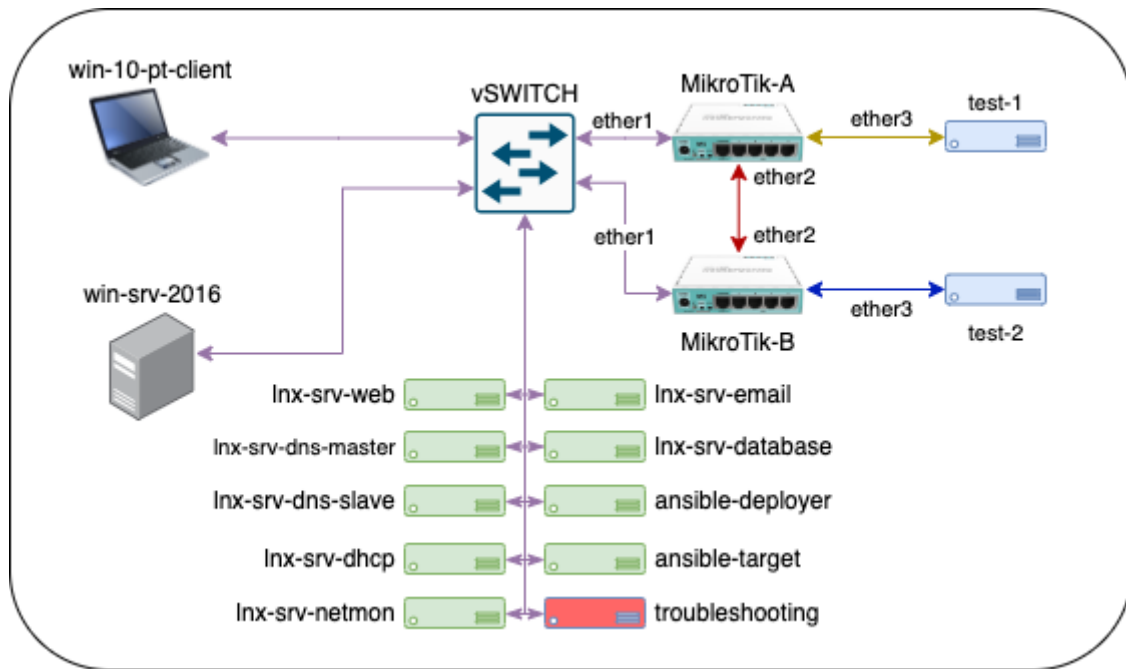 win-10-pt-client
vSWITCH
MikroTik-A
ether1
ether3
test-1
ether2
ether1
ether2
win-srv-2016
ether3
MikroTik-B
test-2
lnx-srv-web
lnx-srv-email
lnx-srv-dns-master
lnx-srv-database
lnx-srv-dns-slave
ansible-deployer
lnx-srv-dhcp
ansible-target
lnx-srv-netmon
troubleshooting